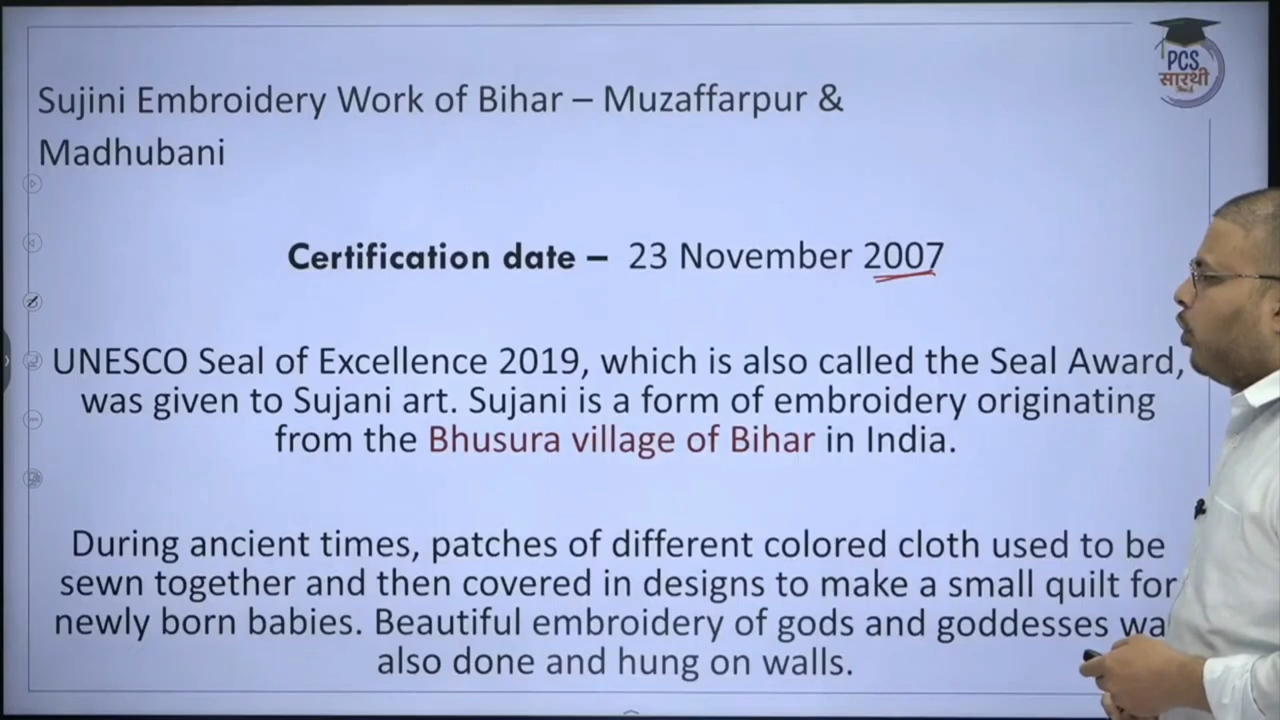 PCS
सारथी
Sujini Embroidery Work of Bihar – Muzaffarpur &
Madhubani
Certification date – 23 November 2007
UNESCO Seal of Excellence 2019, which is also called the Seal Award,
was given to Sujani art. Sujani is a form of embroidery originating
from the Bhusura village of Bihar in India.
During ancient times, patches of different colored cloth used to be
sewn together and then covered in designs to make a small quilt for
newly born babies. Beautiful embroidery of gods and goddesses wa
also done and hung on walls.